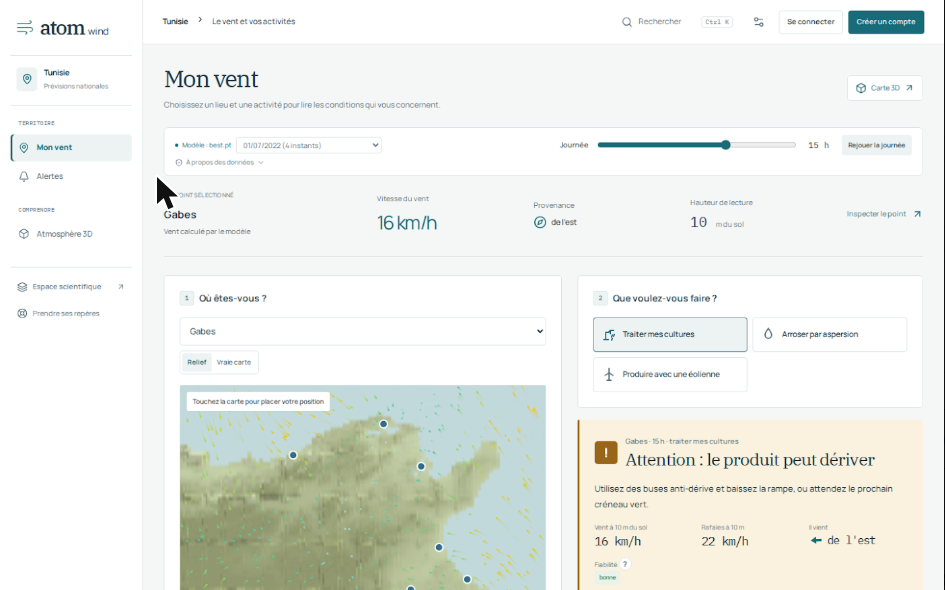 atom wind
Tunisie
Prévisions nationales
TERRITOIRE
Mon vent
Alertes
COMPRENDRE
Atmosphère 3D
Espace scientifique
Prendre ses repères
Tunisie > Le vent et vos activités
Rechercher Ctrl K
Se connecter
Créer un compte
Mon vent
Choisissez un lieu et une activité pour lire les conditions qui vous concernent.
Carte 3D
Modèle · best.pt
01/07/2022 (4 instants)
Journée
15 h
Rejouer la journée
À propos des données
POINT SÉLECTIONNÉ
Gabes
Vent calculé par le modèle
Vitesse du vent
16 km/h
Provenance
de l'est
Hauteur de lecture
10 m du sol
Inspecter le point
1 Où êtes-vous ?
Gabes
Relief
Vraie carte
Touchez la carte pour placer votre position
2 Que voulez-vous faire ?
Traiter mes cultures
Arroser par aspersion
Produire avec une éolienne
!
Gabes · 15 h · traiter mes cultures
Attention : le produit peut dériver
Utilisez des buses anti-dérive et baissez la rampe, ou attendez le prochain
créneau vert.
Vent à 10 m du sol
16 km/h
Rafales à 10 m
22 km/h
Il vient
de l'est
Fiabilité ?
bonne